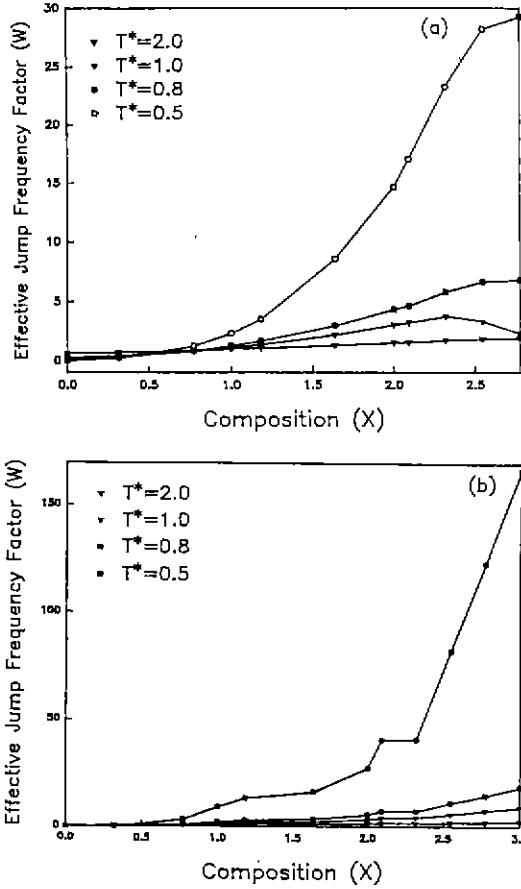 30
25
20
15
10
5
0
Effective Jump Frequency Factor (W)
(a)
T*=2.0
T*=1.0
T*=0.8
T*=0.5
0.0 0.5 1.0 1.5 2.0 2.5
Composition (X)
150
100
50
0
Effective Jump Frequency Factor (W)
(b)
T*=2.0
T*=1.0
T*=0.8
T*=0.5
0.0 0.5 1.0 1.5 2.0 2.5 3.
Composition (X)